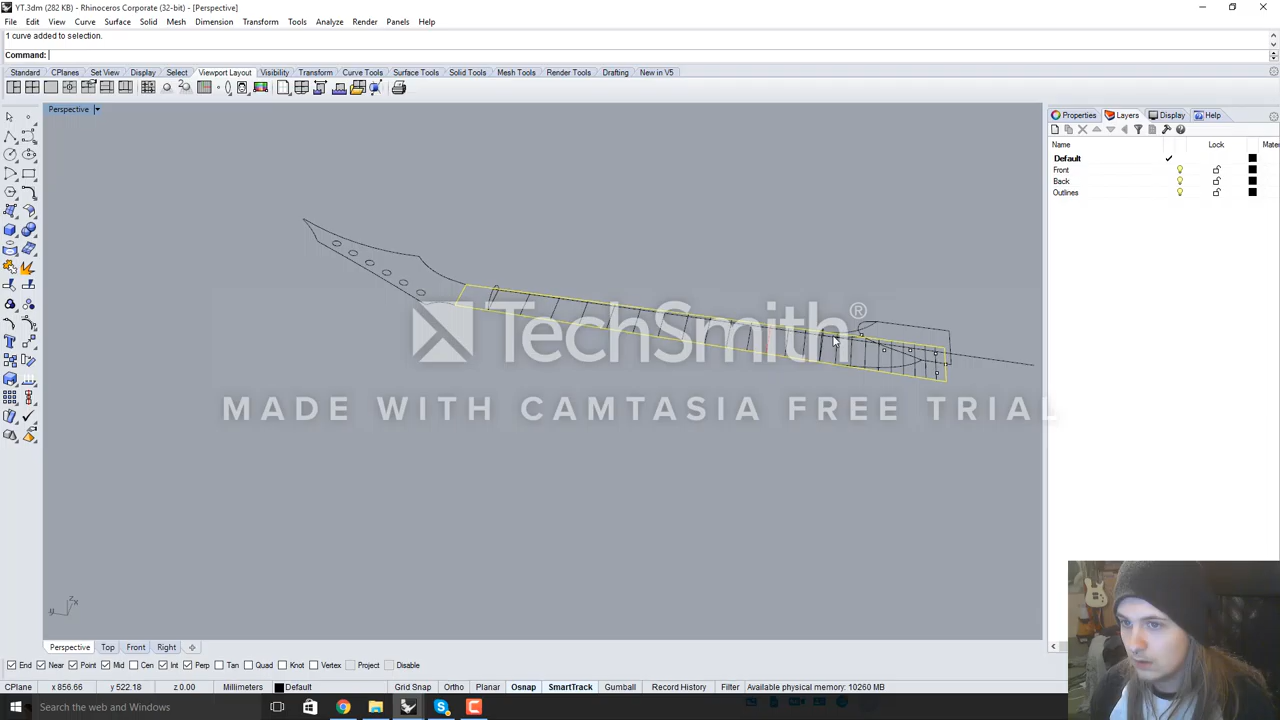 YT.3dm (282 KB) - Rhinoceros Corporate (32-bit) - [Perspective]
File Edit View Curve Surface Solid Mesh Dimension Transform Tools Analyze Render Panels Help
1 curve added to selection.
Command:
Standard CPlanes Set View Display Select Viewport Layout Visibility Transform Curve Tools Surface Tools Solid Tools Mesh Tools Render Tools Drafting New in V5
Perspective
Properties Layers Display Help
Name Lock Mater
Default
Front
Back
Outlines
TechSmith®
MADE WITH CAMTASIA FREE TRIAL
y z x
Perspective Top Front Right
End Near Point Mid Cen Int Perp Tan Quad Knot Vertex Project Disable
CPlane x 856.66 y 522.18 z 0.00 Millimeters Default Grid Snap Ortho Planar Osnap SmartTrack Gumball Record History Filter Available physical memory: 10260 MB
Search the web and Windows